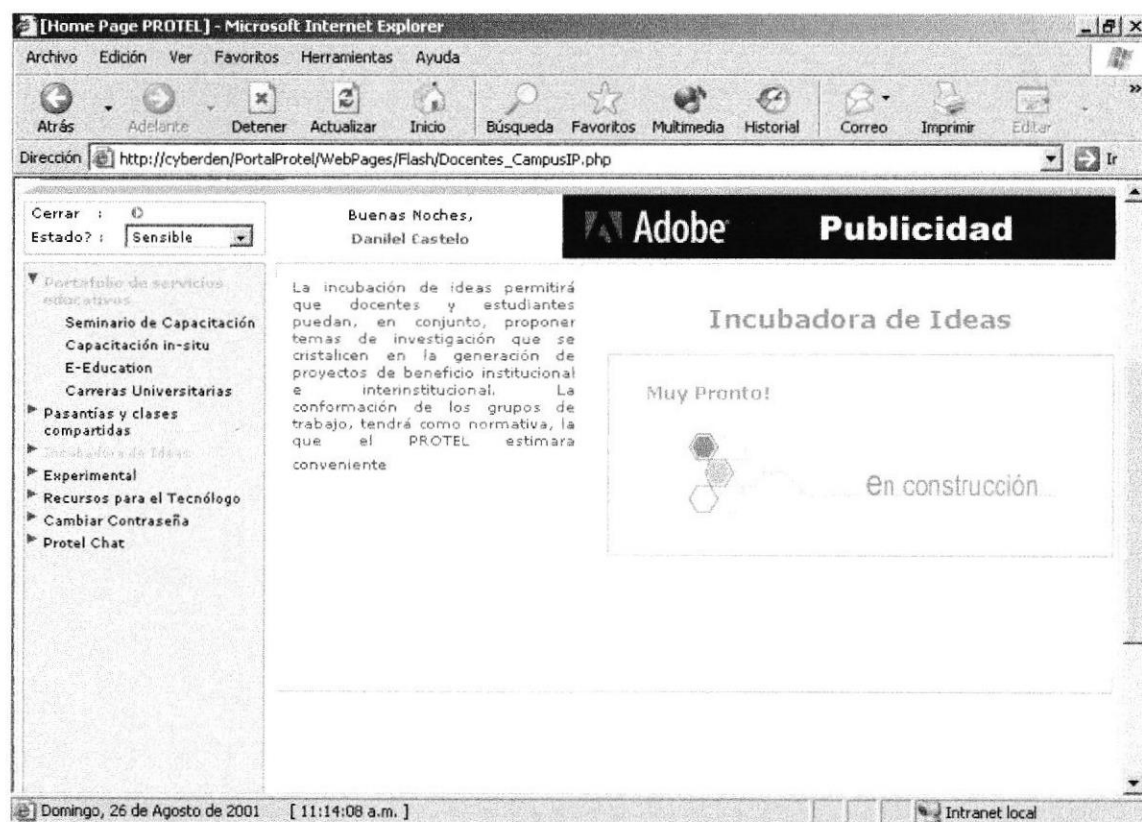 [Home Page PROTEL] - Microsoft Internet Explorer
Archivo Edición Ver Favoritos Herramientas Ayuda
Atrás Adelante Detener Actualizar Inicio Búsqueda Favoritos Multimedia Historial Correo Imprimir Editar
Dirección http://cyberden/PortalProtel/WebPages/Flash/Docentes_CampusIP.php Ir
Cerrar :
Estado? : Sensible
Buenas Noches,
Danilel Castelo
Adobe Publicidad
Portafolio de servicios
educativos
Seminario de Capacitación
Capacitación in-situ
E-Education
Carreras Universitarias
Pasantías y clases
compartidas
Incubadora de Ideas
Experimental
Recursos para el Tecnólogo
Cambiar Contraseña
Protel Chat
La incubación de ideas permitirá
que docentes y estudiantes
puedan, en conjunto, proponer
temas de investigación que se
cristalicen en la generación de
proyectos de beneficio institucional
e interinstitucional. La
conformación de los grupos de
trabajo, tendrá como normativa, la
que el PROTEL estimara
conveniente
Incubadora de Ideas
Muy Pronto!
en construcción...
Domingo, 26 de Agosto de 2001 [ 11:14:08 a.m. ] Intranet local